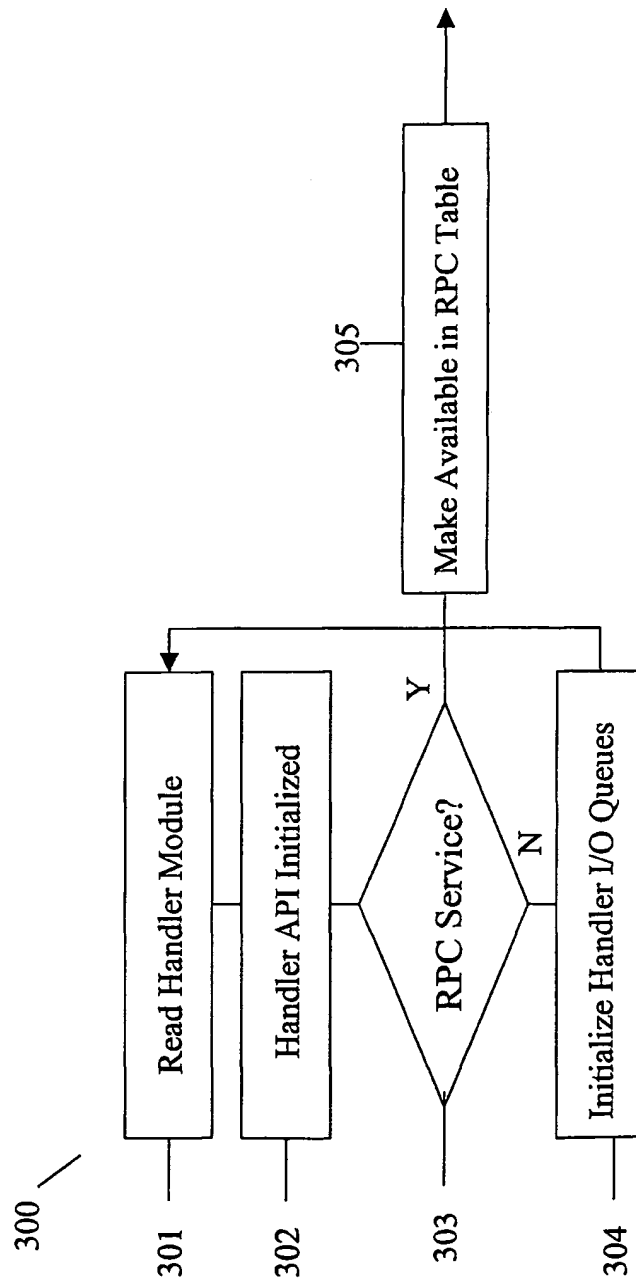 300
301
Read Handler Module
302
Handler API Initialized
303
RPC Service?
Y
N
304
Initialize Handler I/O Queues
305
Make Available in RPC Table